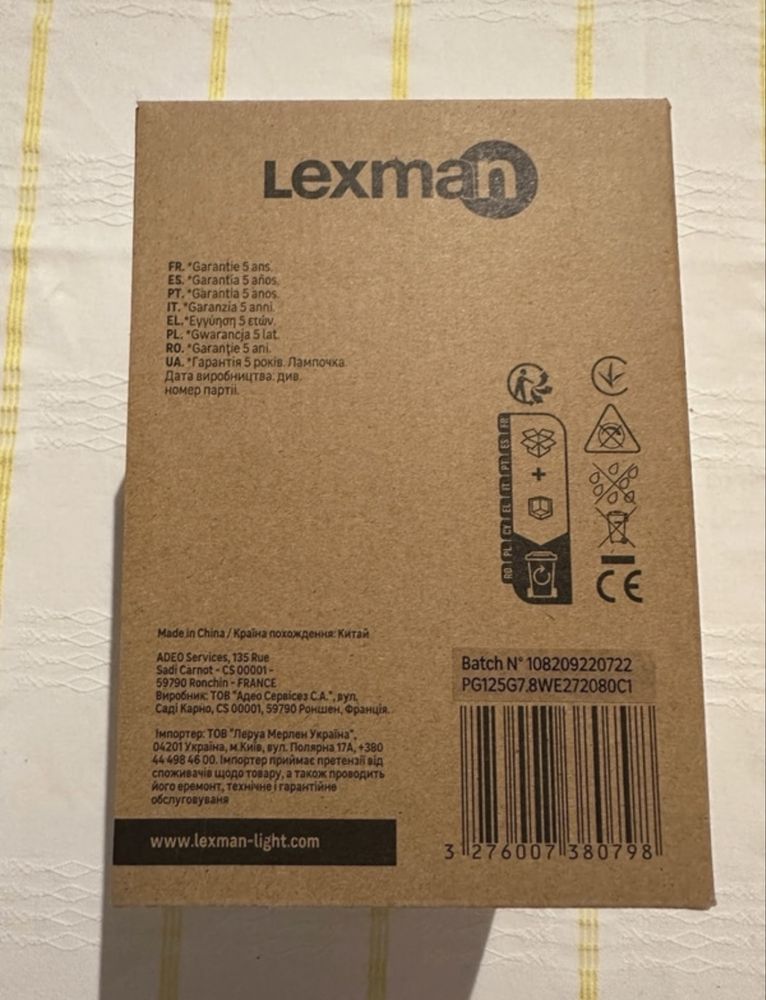 Lexman
FR. *Garantie 5 ans.
ES. *Garantía 5 años.
PT. *Garantia 5 anos.
IT. *Garanzia 5 anni.
EL.*Εγγύηση 5 ετών.
PL. *Gwarancja 5 lat.
RO. *Garanție 5 ani.
UA. *Гарантія 5 років. Лампочка.
Дата виробництва: див.
номер партії.
FR
ES
PT
IT
EL
CY
PL
RO
+
CE
Made in China / Країна походження: Китай
ADEO Services, 135 Rue
Sadi Carnot - CS 00001 -
59790 Ronchin - FRANCE
Виробник: ТОВ "Адео Сервісез С.А.", вул.
Саді Карно, CS 00001, 59790 Роншен, Франція.
Імпортер: ТОВ "Леруа Мерлен Україна",
04201 Україна, м.Київ, вул. Полярна 17А, +380
44 498 46 00. Імпортер приймає претензії від
споживачів щодо товару, а також проводить
його еремонт, технічне і гарантійне
обслуговуваня
www.lexman-light.com
Batch N° 108209220722
PG125G7.8WE272080C1
3 276007 380798